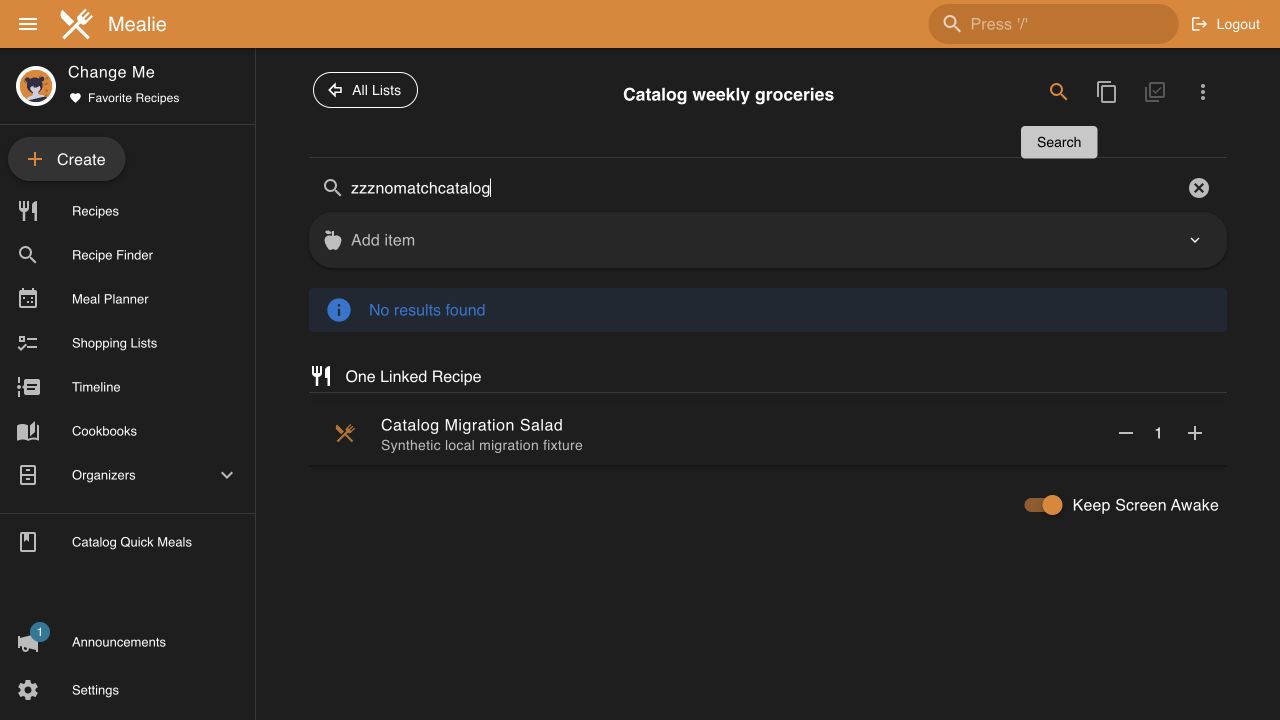 Mealie
Press '/'
Logout
Change Me
Favorite Recipes
Create
Recipes
Recipe Finder
Meal Planner
Shopping Lists
Timeline
Cookbooks
Organizers
Catalog Quick Meals
1
Announcements
Settings
All Lists
Catalog weekly groceries
Search
zzznomatchcatalog
Add item
No results found
One Linked Recipe
Catalog Migration Salad
Synthetic local migration fixture
1
Keep Screen Awake